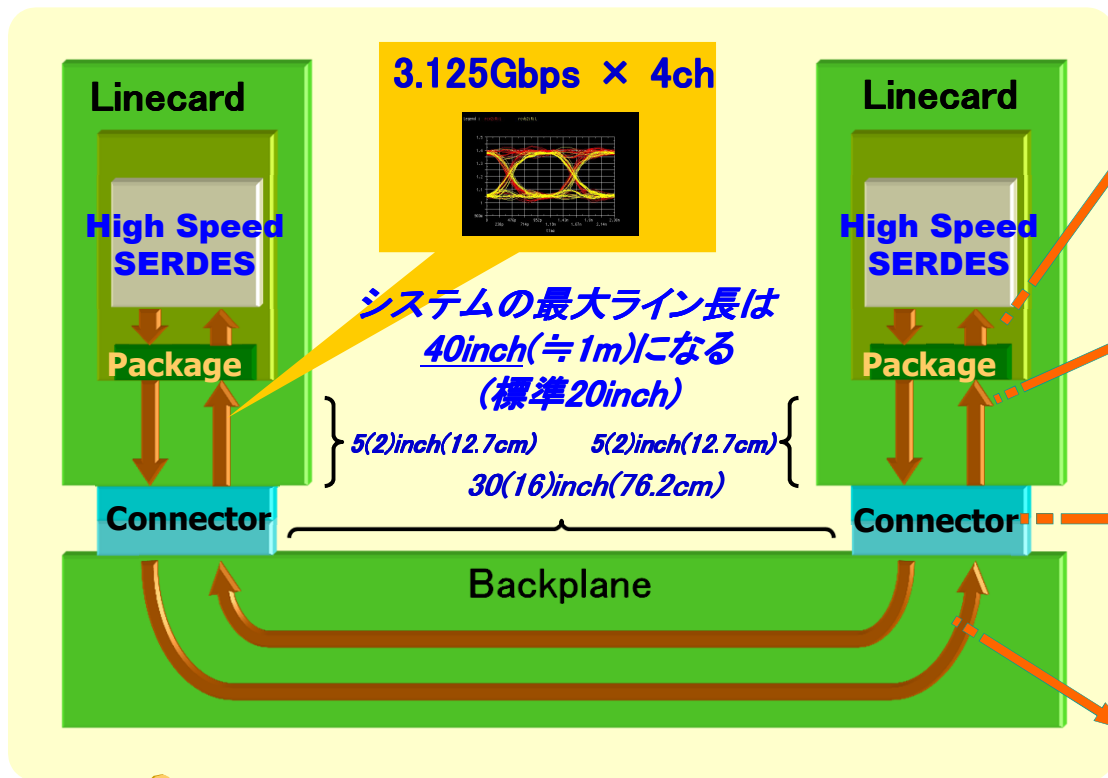 3.125Gbps × 4ch
Linecard
Linecard
High Speed
SERDES
High Speed
SERDES
システムの最大ライン長は
40inch(≒1m)になる
(標準20inch)
Package
Package
5(2)inch(12.7cm)
5(2)inch(12.7cm)
30(16)inch(76.2cm)
Connector
Connector
Backplane